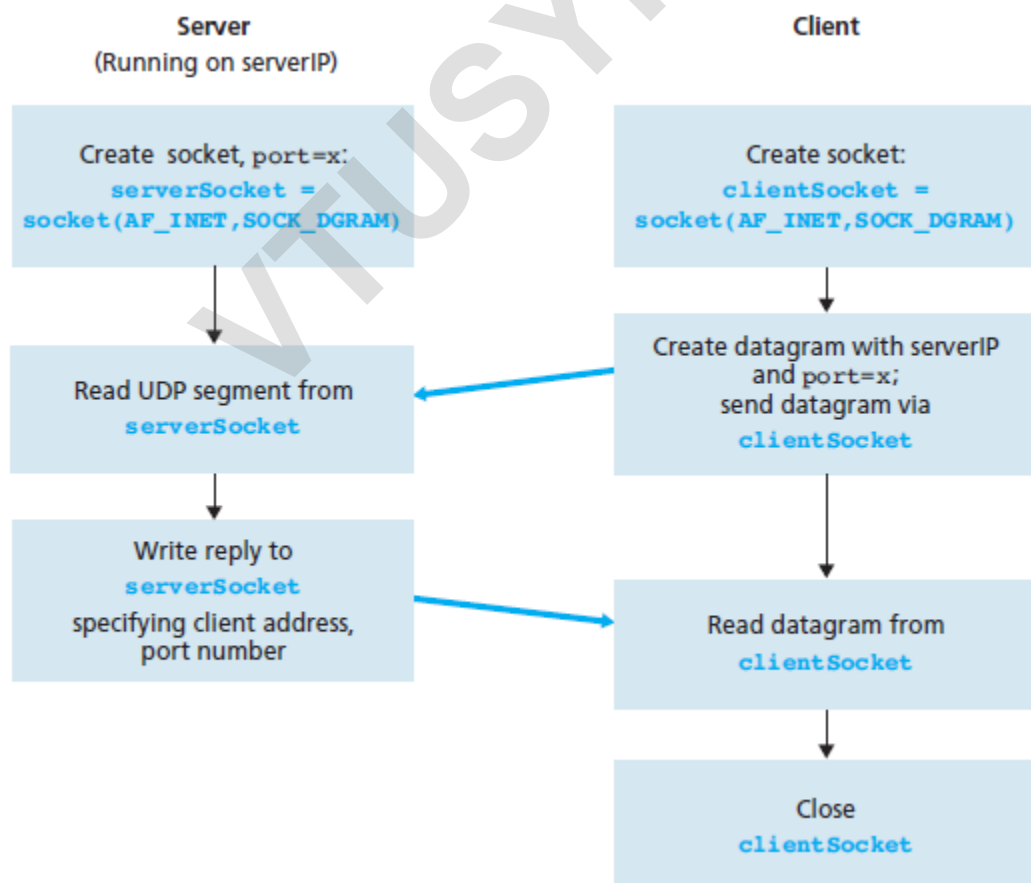 Server
(Running on serverIP)
Create socket, port=x:
serverSocket =
socket(AF_INET,SOCK_DGRAM)
Read UDP segment from
serverSocket
Write reply to
serverSocket
specifying client address,
port number
Client
Create socket:
clientSocket =
socket(AF_INET,SOCK_DGRAM)
Create datagram with serverIP
and port=x;
send datagram via
clientSocket
Read datagram from
clientSocket
Close
clientSocket
VTUSY